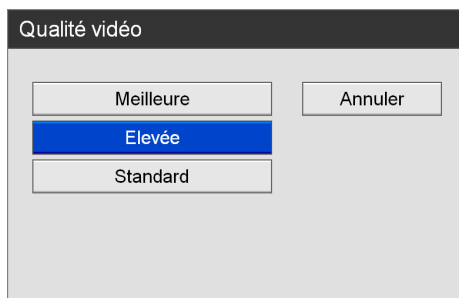 Qualité vidéo
Meilleure
Annuler
Elevée
Standard